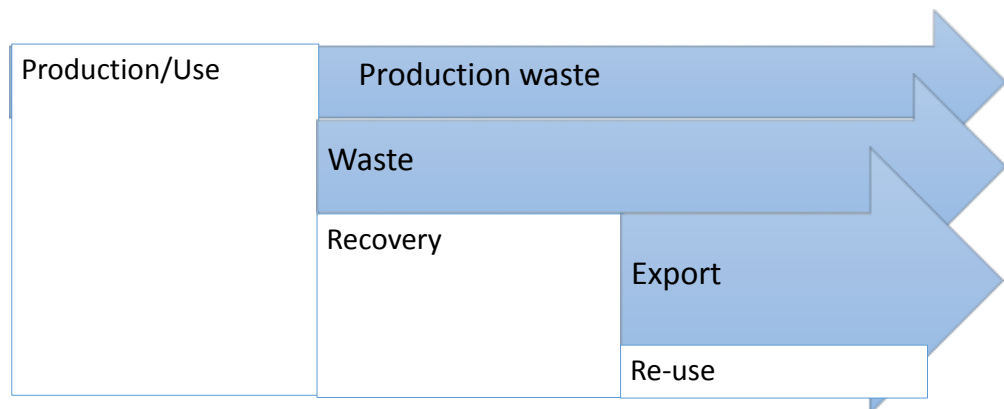 Production/Use
Production waste
Waste
Recovery
Export
Re-use